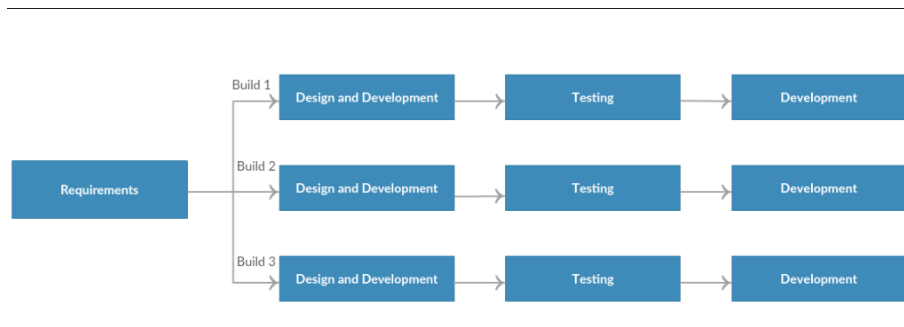 Build 1
Design and Development
Testing
Development
Requirements
Build 2
Design and Development
Testing
Development
Build 3
Design and Development
Testing
Development